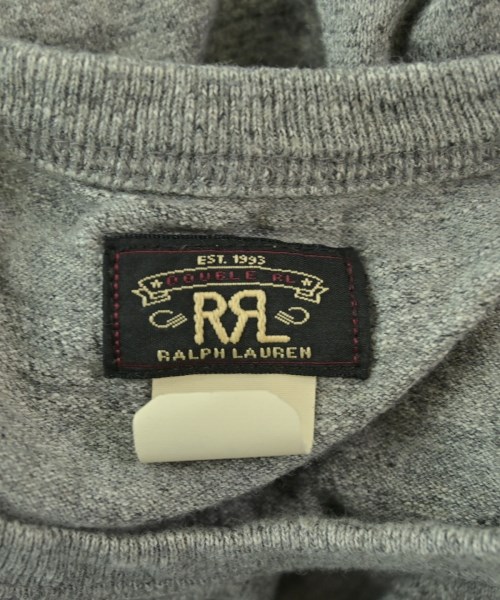 EST. 1993
DOUBLE RL
RRL
RALPH LAUREN